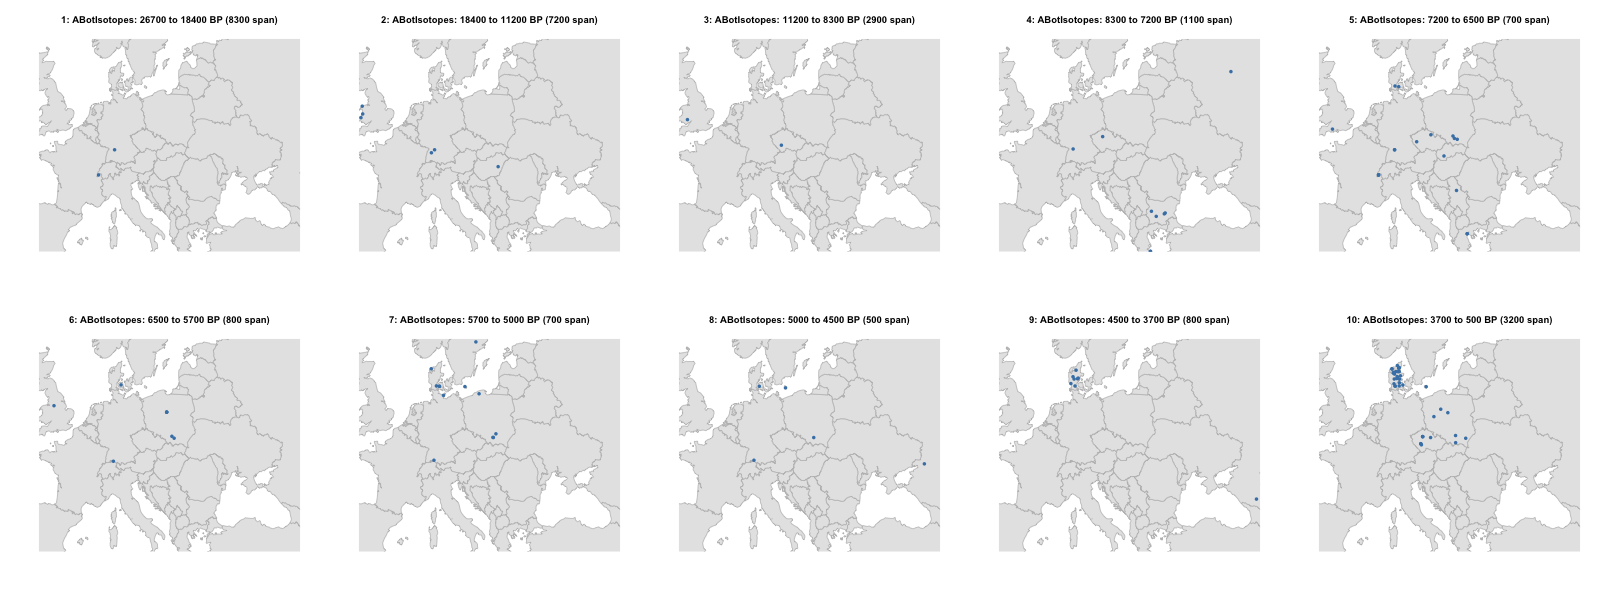 1: ABotIsotopes: 26700 to 18400 BP (8300 span)
2: ABotIsotopes: 18400 to 11200 BP (7200 span)
3: ABotIsotopes: 11200 to 8300 BP (2900 span)
4: ABotIsotopes: 8300 to 7200 BP (1100 span)
5: ABotIsotopes: 7200 to 6500 BP (700 span)
6: ABotIsotopes: 6500 to 5700 BP (800 span)
7: ABotIsotopes: 5700 to 5000 BP (700 span)
8: ABotIsotopes: 5000 to 4500 BP (500 span)
9: ABotIsotopes: 4500 to 3700 BP (800 span)
10: ABotIsotopes: 3700 to 500 BP (3200 span)